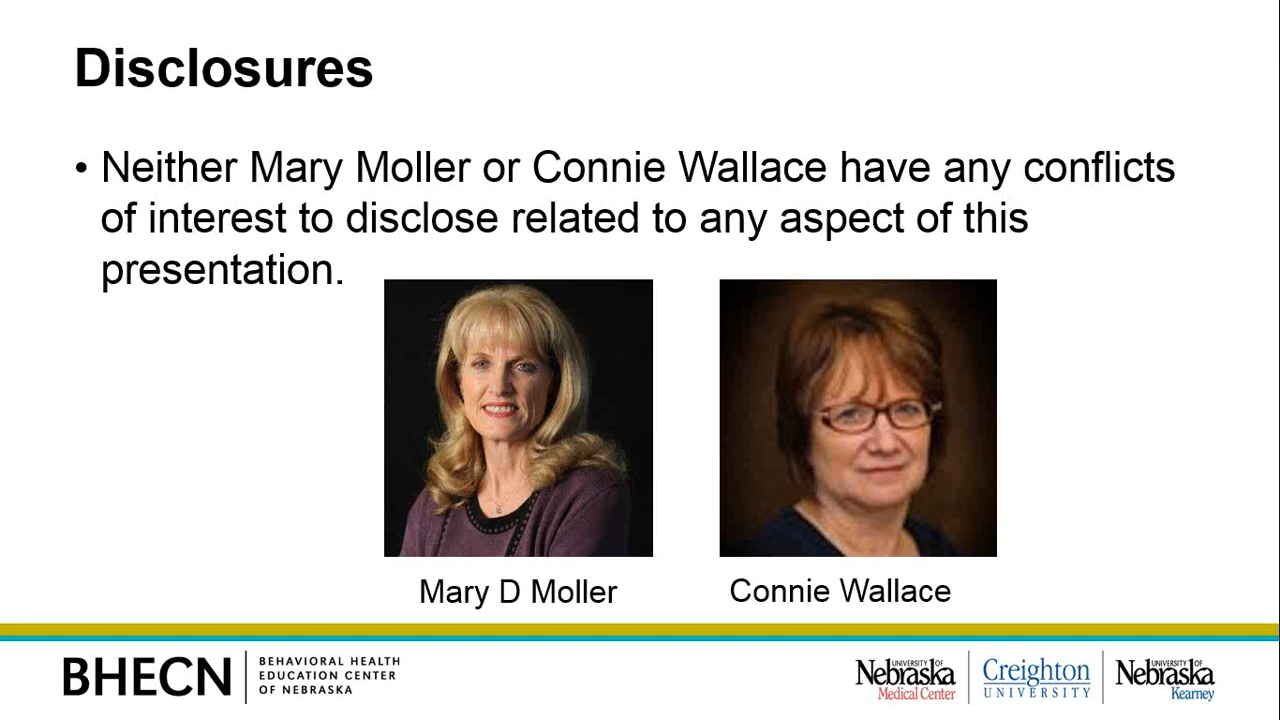 Disclosures
• Neither Mary Moller or Connie Wallace have any conflicts
of interest to disclose related to any aspect of this
presentation.
Mary D Moller
Connie Wallace
BHECN
BEHAVIORAL HEALTH
EDUCATION CENTER
OF NEBRASKA
UNIVERSITY OF
Nebraska
Medical Center
Creighton
UNIVERSITY
UNIVERSITY OF
Nebraska
Kearney